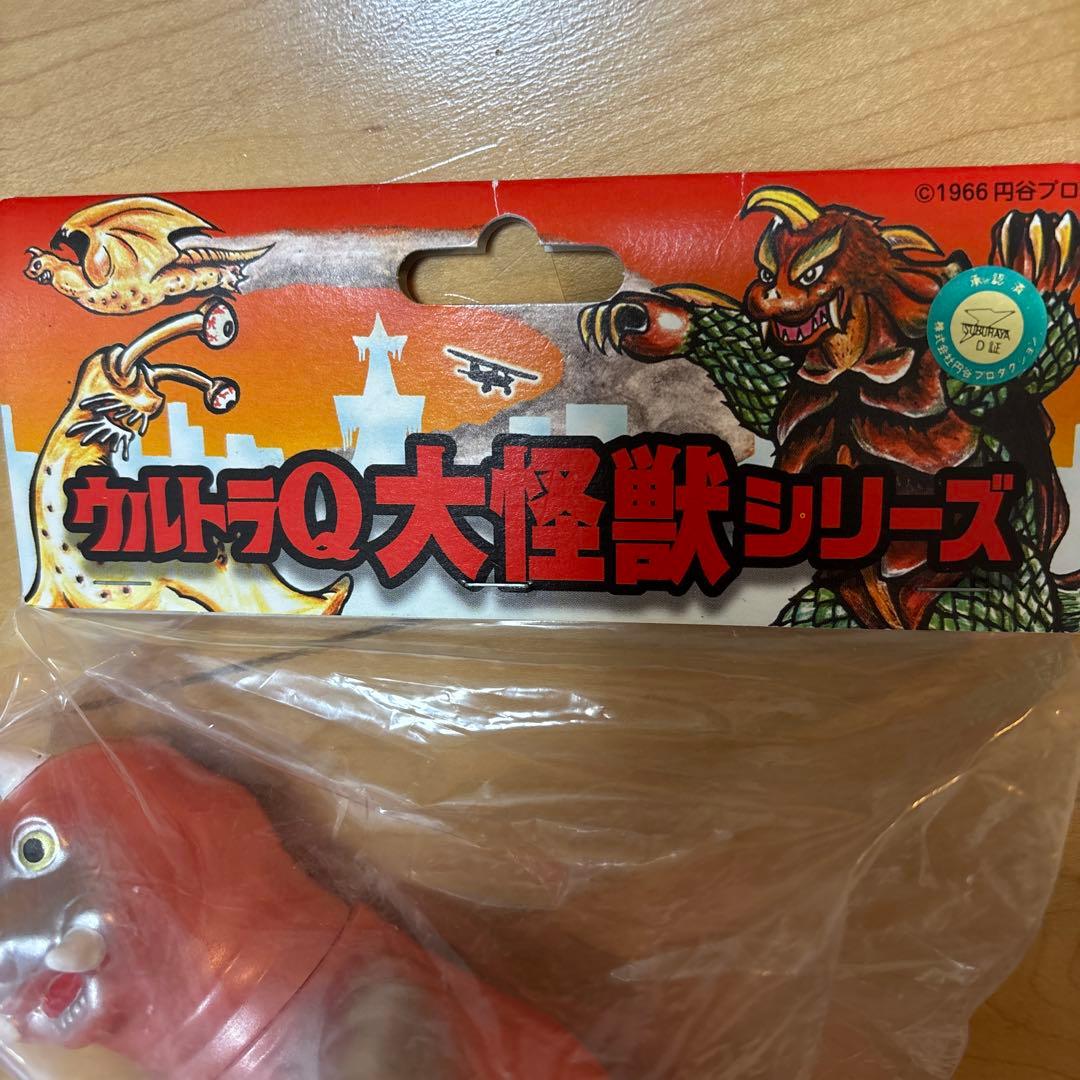 ©1966 円谷プロ
承認済
TSUBURAYA
D 証
株式会社円谷プロダクション
ウルトラQ大怪獣シリーズ